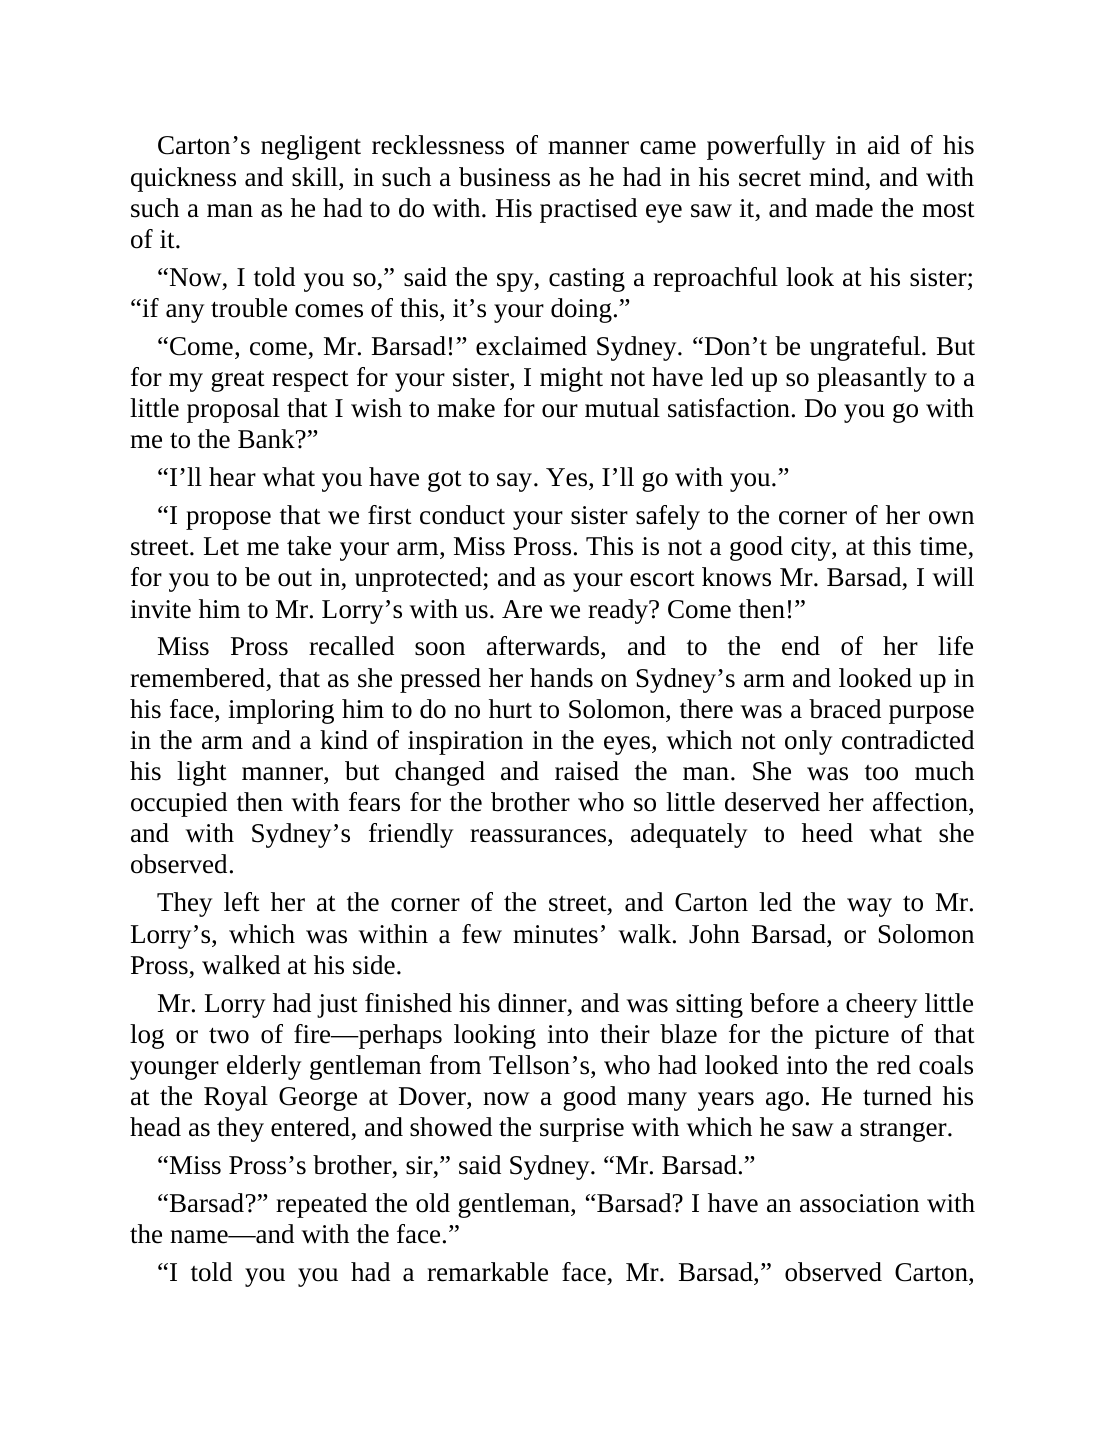 Carton’s negligent recklessness of manner came powerfully in aid of his
quickness and skill, in such a business as he had in his secret mind, and with
such a man as he had to do with. His practised eye saw it, and made the most
of it.
“Now, I told you so,” said the spy, casting a reproachful look at his sister;
“if any trouble comes of this, it’s your doing.”
“Come, come, Mr. Barsad!” exclaimed Sydney. “Don’t be ungrateful. But
for my great respect for your sister, I might not have led up so pleasantly to a
little proposal that I wish to make for our mutual satisfaction. Do you go with
me to the Bank?”
“I’ll hear what you have got to say. Yes, I’ll go with you.”
“I propose that we first conduct your sister safely to the corner of her own
street. Let me take your arm, Miss Pross. This is not a good city, at this time,
for you to be out in, unprotected; and as your escort knows Mr. Barsad, I will
invite him to Mr. Lorry’s with us. Are we ready? Come then!”
Miss Pross recalled soon afterwards, and to the end of her life
remembered, that as she pressed her hands on Sydney’s arm and looked up in
his face, imploring him to do no hurt to Solomon, there was a braced purpose
in the arm and a kind of inspiration in the eyes, which not only contradicted
his light manner, but changed and raised the man. She was too much
occupied then with fears for the brother who so little deserved her affection,
and with Sydney’s friendly reassurances, adequately to heed what she
observed.
They left her at the corner of the street, and Carton led the way to Mr.
Lorry’s, which was within a few minutes’ walk. John Barsad, or Solomon
Pross, walked at his side.
Mr. Lorry had just finished his dinner, and was sitting before a cheery little
log or two of fire—perhaps looking into their blaze for the picture of that
younger elderly gentleman from Tellson’s, who had looked into the red coals
at the Royal George at Dover, now a good many years ago. He turned his
head as they entered, and showed the surprise with which he saw a stranger.
“Miss Pross’s brother, sir,” said Sydney. “Mr. Barsad.”
“Barsad?” repeated the old gentleman, “Barsad? I have an association with
the name—and with the face.”
“I told you you had a remarkable face, Mr. Barsad,” observed Carton,